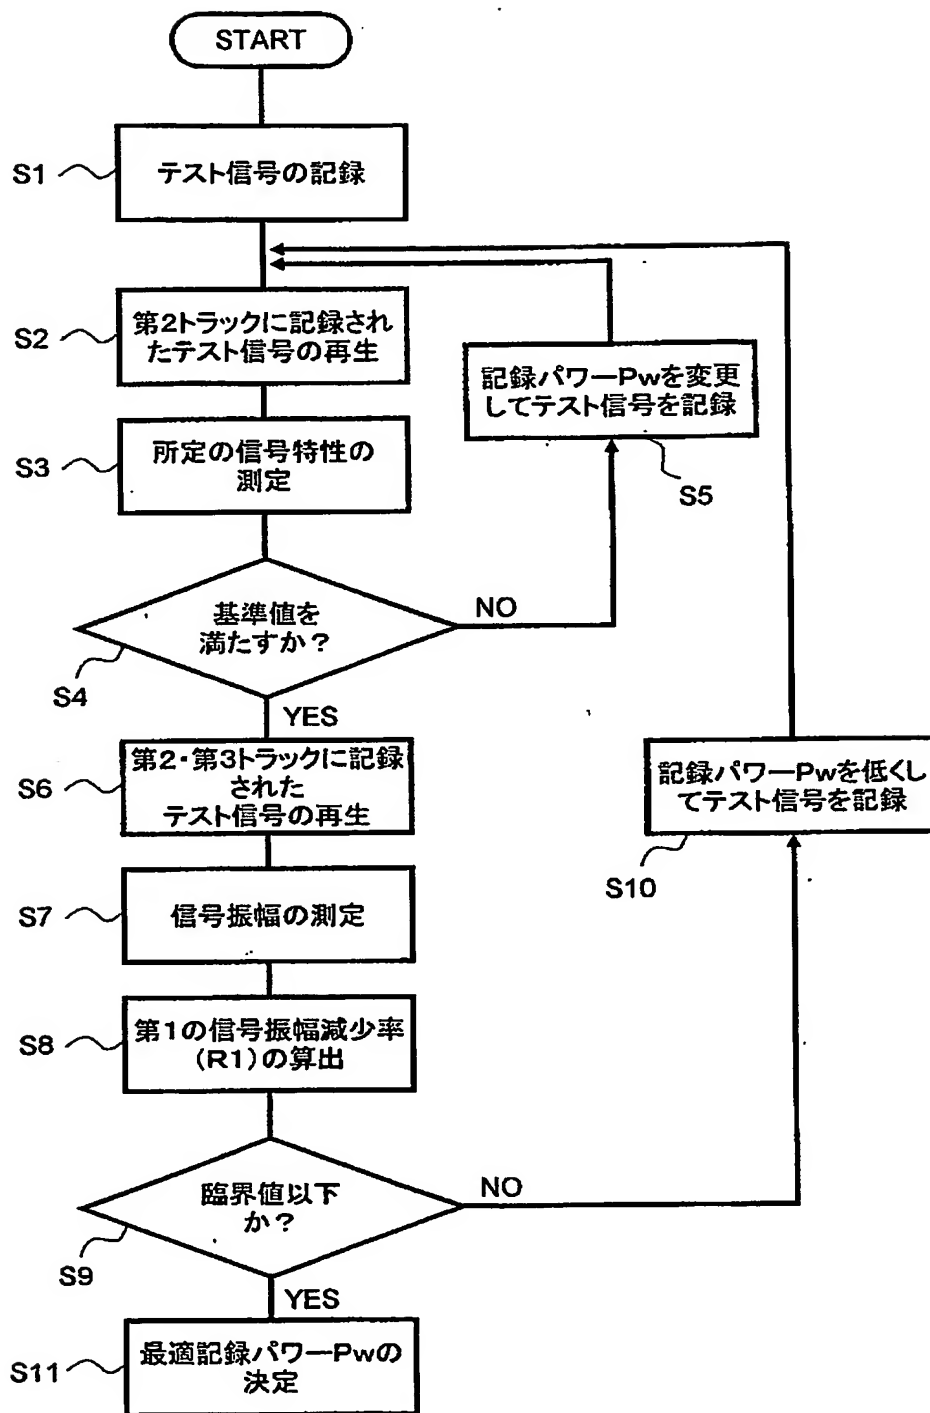 START
S1
テスト信号の記録
S2
第2トラックに記録され
たテスト信号の再生
記録パワーPwを変更
してテスト信号を記録
S5
S3
所定の信号特性の
測定
基準値を
満たすか?
NO
S4
YES
S6
第2・第3トラックに記録
された
テスト信号の再生
記録パワーPwを低くし
てテスト信号を記録
S10
S7
信号振幅の測定
S8
第1の信号振幅減少率
(R1)の算出
臨界値以下
か?
NO
S9
YES
S11
最適記録パワーPwの
決定